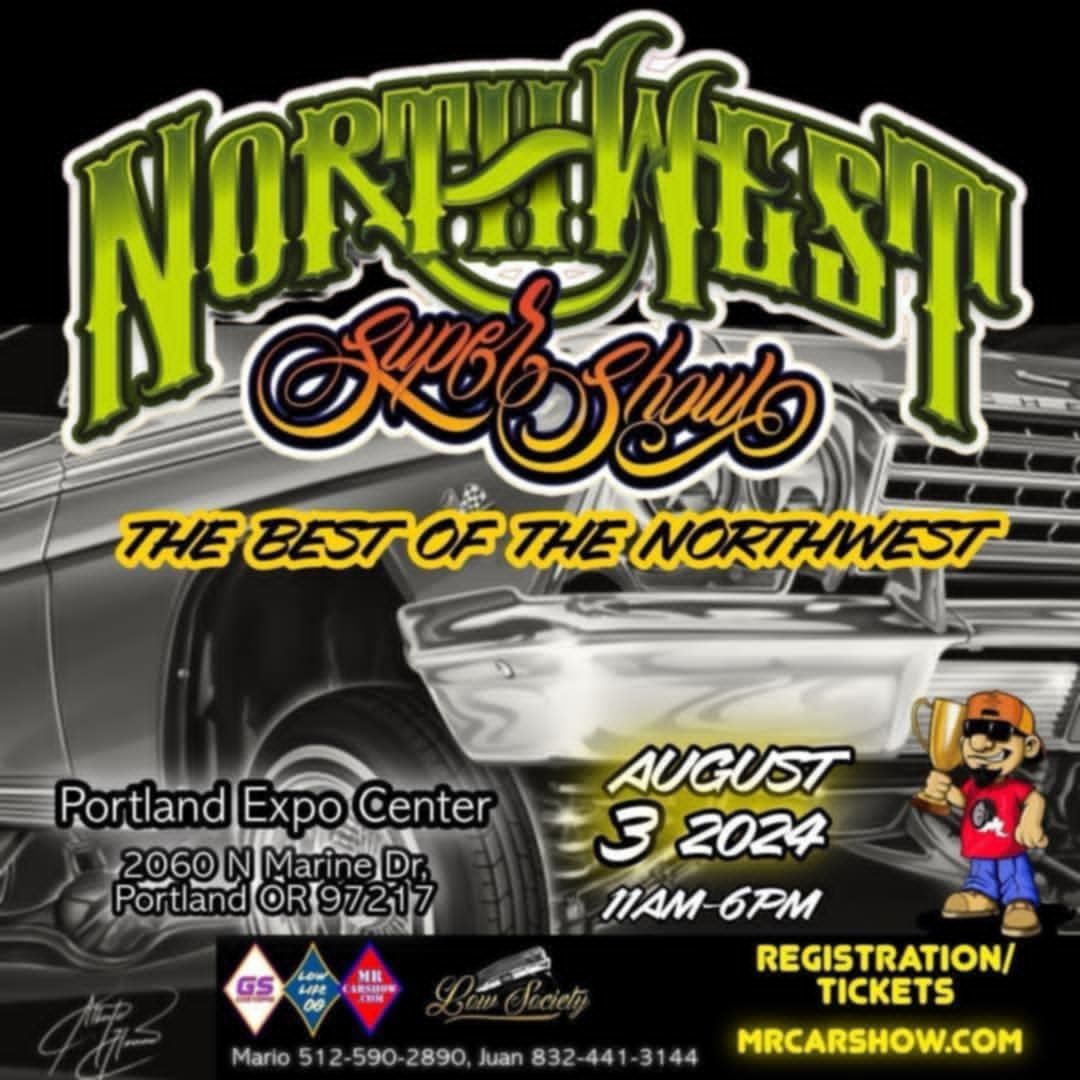 NORTHWEST
Super Show
THE BEST OF THE NORTHWEST
Portland Expo Center
2060 N Marine Dr,
Portland OR 97217
AUGUST
3 2024
11AM-6PM
GS
LOW
LIFE
OG
MR
CARSHOW
.COM
Low Society
Mario 512-590-2890, Juan 832-441-3144
REGISTRATION/
TICKETS
MRCARSHOW.COM